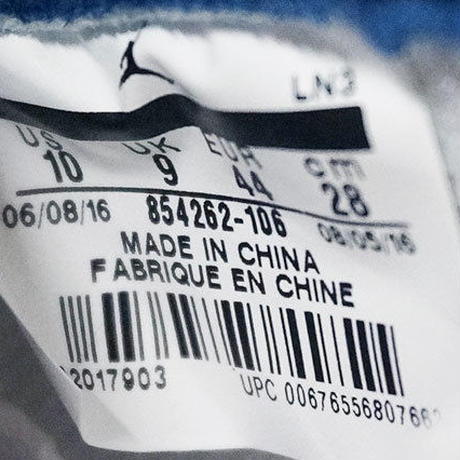 LN3
US UK EUR cm
10 9 44 28
06/08/16 854262-106 08/05/16
MADE IN CHINA
FABRIQUE EN CHINE
2017903 UPC 00676556807662